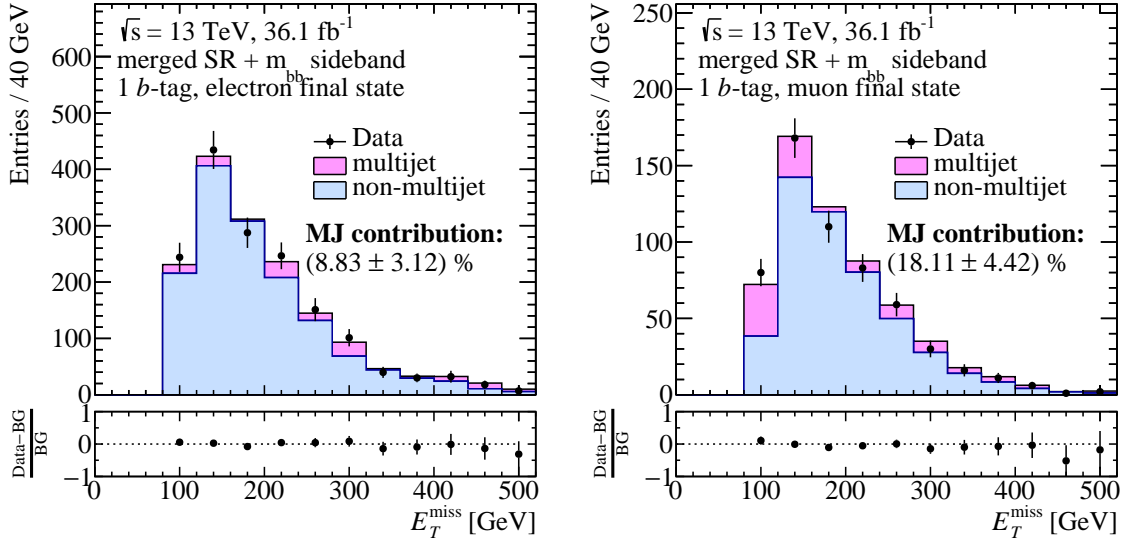 √s = 13 TeV, 36.1 fb⁻¹
merged SR + m_bb sideband
1 b-tag, electron final state
Data
multijet
non-multijet
MJ contribution:
(8.83 ± 3.12) %
Entries / 40 GeV
600
500
400
300
200
100
0
Data−BG
BG
1
0
−1
0 100 200 300 400 500
E_T^miss [GeV]
√s = 13 TeV, 36.1 fb⁻¹
merged SR + m_bb sideband
1 b-tag, muon final state
Data
multijet
non-multijet
MJ contribution:
(18.11 ± 4.42) %
Entries / 40 GeV
250
200
150
100
50
0
Data−BG
BG
1
0
−1
0 100 200 300 400 500
E_T^miss [GeV]